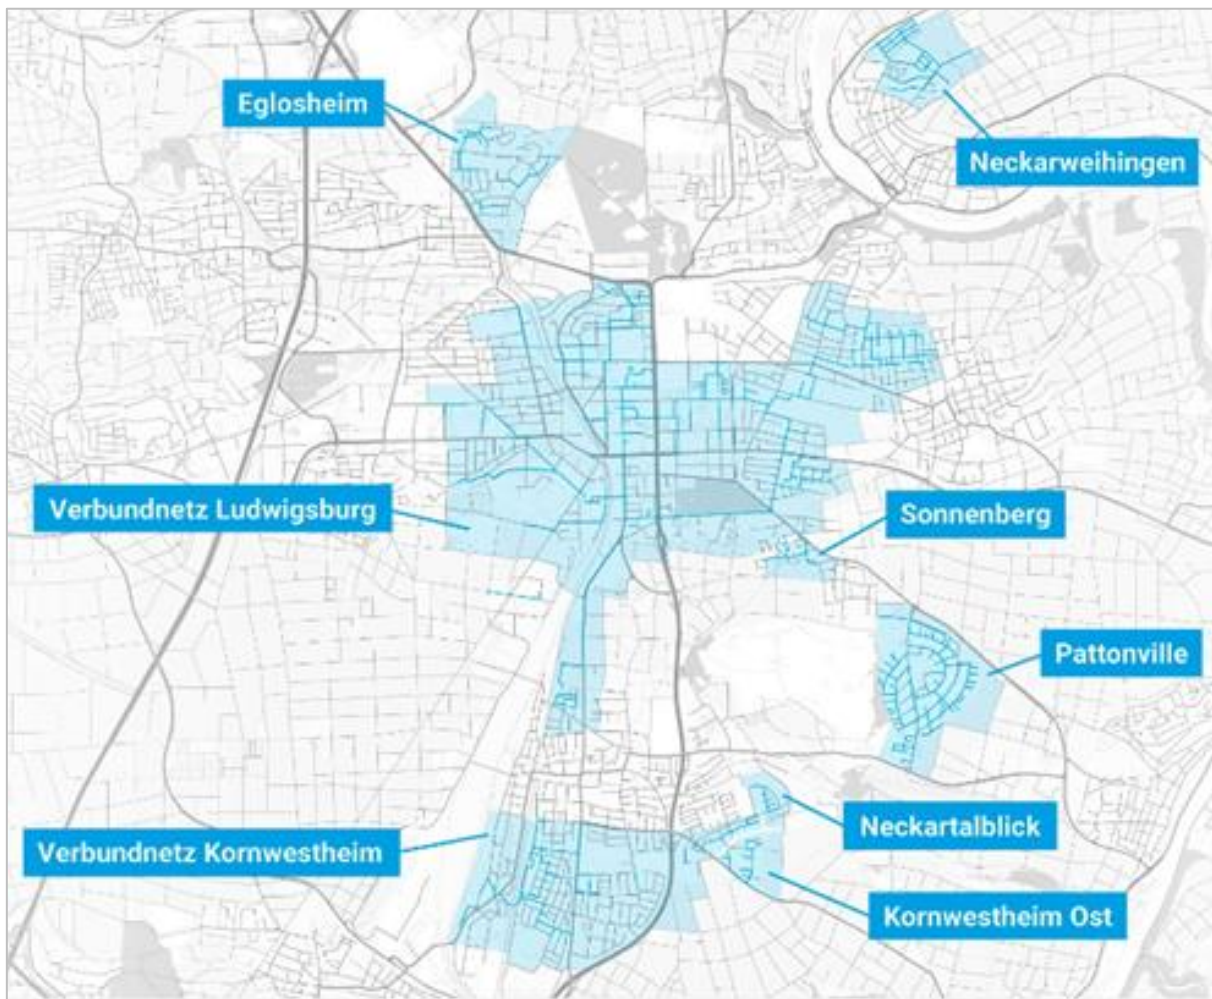 Eglosheim
Neckarweihingen
Verbundnetz Ludwigsburg
Sonnenberg
Pattonville
Neckartalblick
Verbundnetz Kornwestheim
Kornwestheim Ost